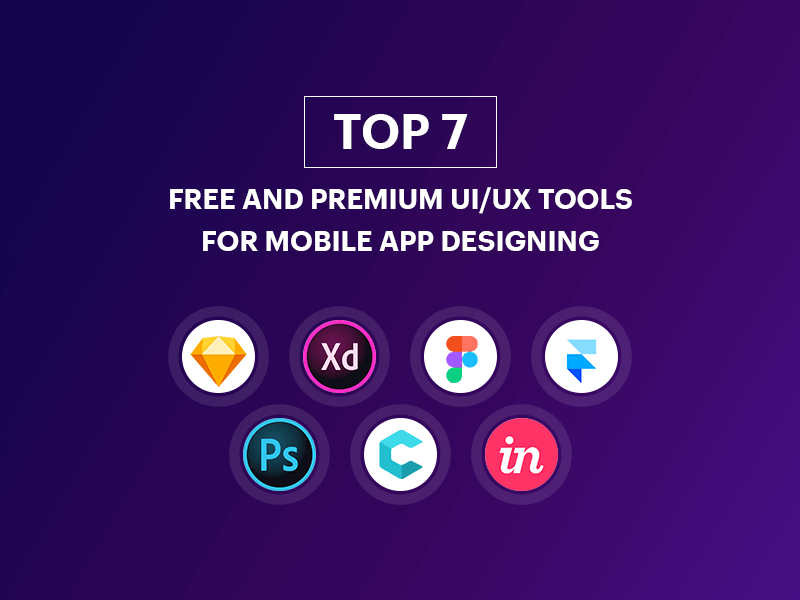 TOP 7
FREE AND PREMIUM UI/UX TOOLS
FOR MOBILE APP DESIGNING
Xd
Ps
in